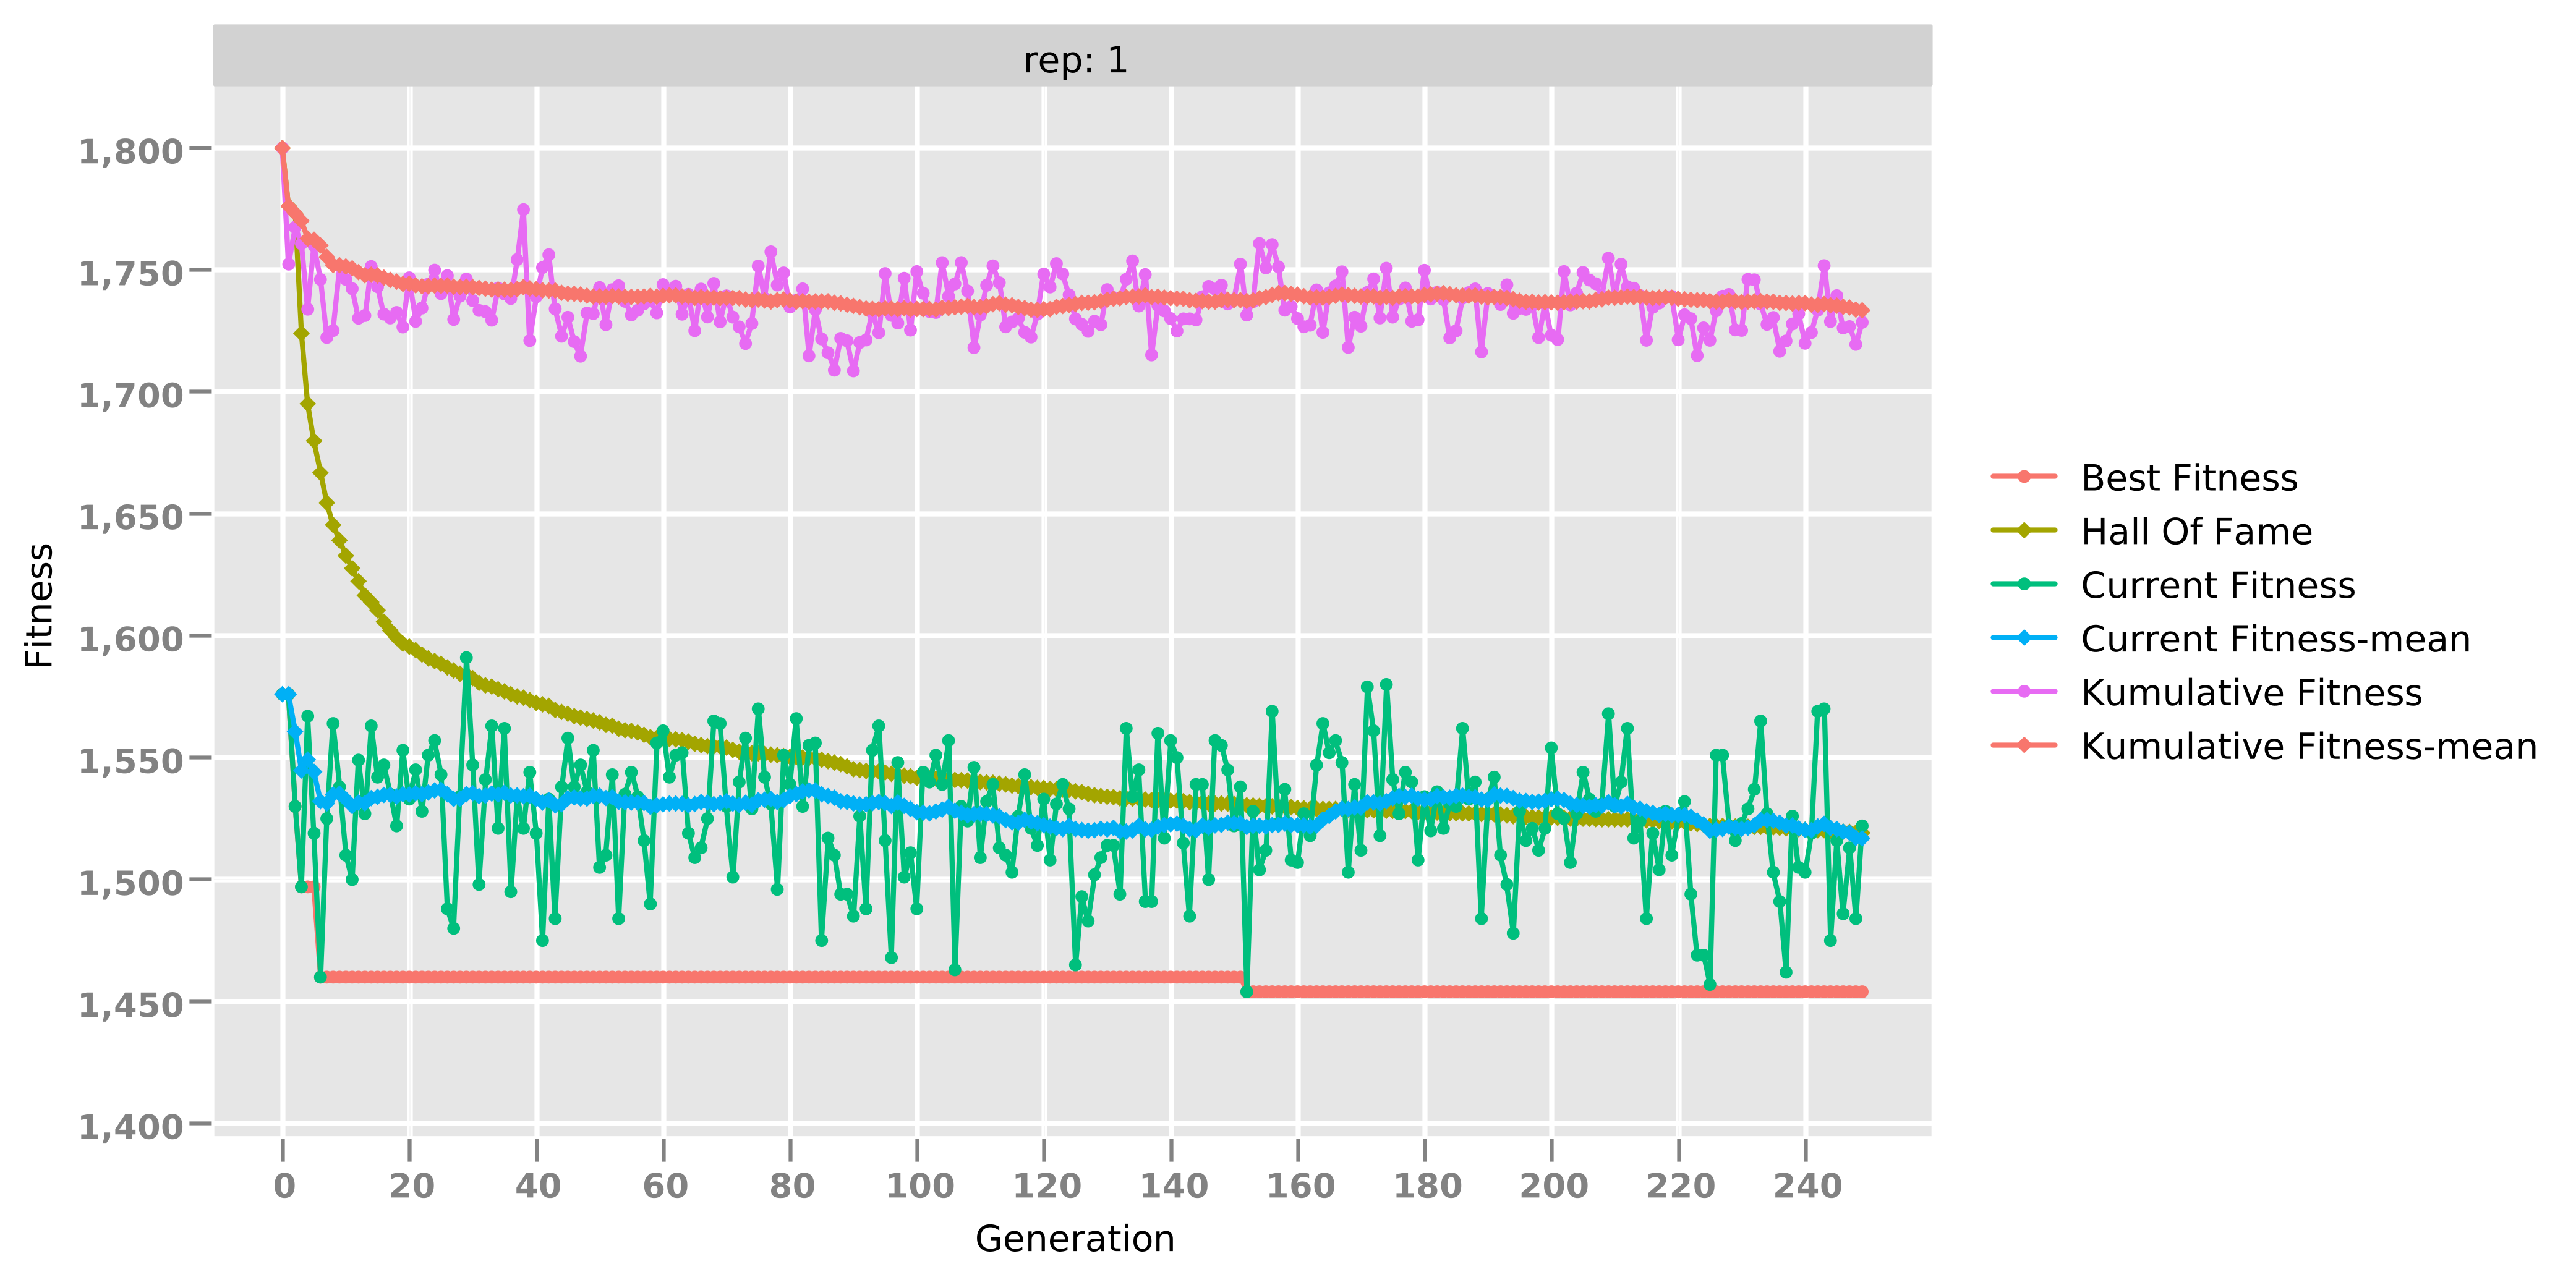 rep: 1
1,800
1,750
1,700
1,650
1,600
1,550
1,500
1,450
1,400
Fitness
0 20 40 60 80 100 120 140 160 180 200 220 240
Generation
Best Fitness
Hall Of Fame
Current Fitness
Current Fitness-mean
Kumulative Fitness
Kumulative Fitness-mean